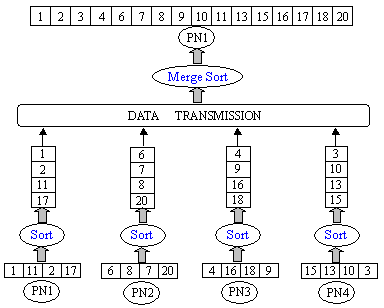 1 2 3 4 6 7 8 9 10 11 13 15 16 17 18 20
PN1
Merge Sort
DATA TRANSMISSION
1 6 4 3
2 7 9 10
11 8 16 13
17 20 18 15
Sort Sort Sort Sort
1 11 2 17 6 8 7 20 4 16 18 9 15 13 10 3
PN1 PN2 PN3 PN4